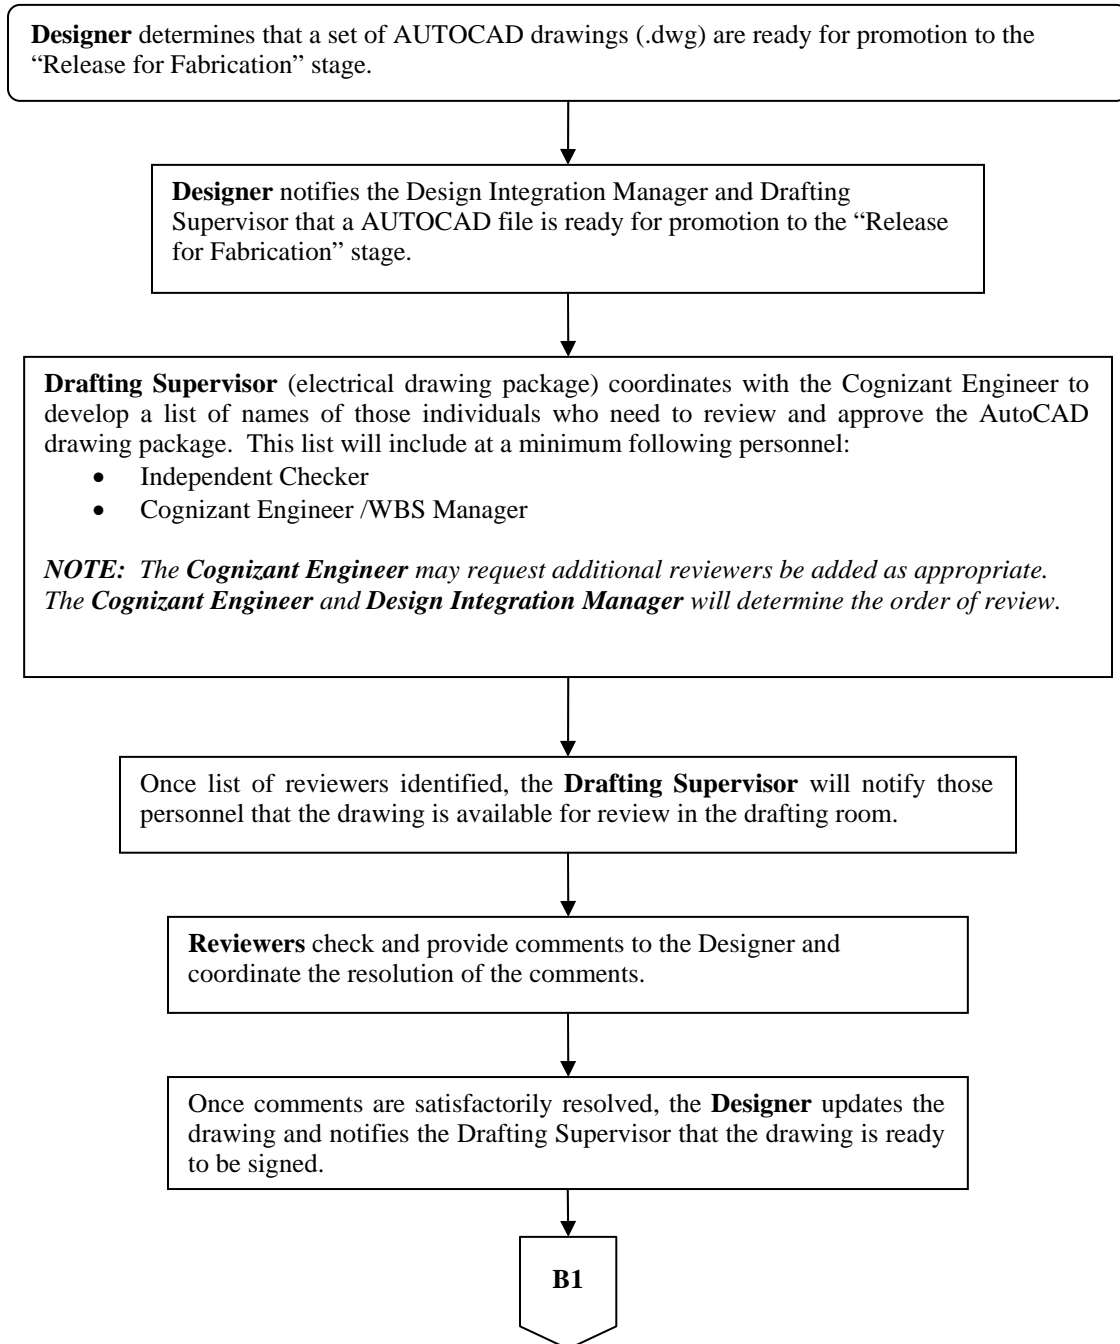 Designer determines that a set of AUTOCAD drawings (.dwg) are ready for promotion to the
“Release for Fabrication” stage.
Designer notifies the Design Integration Manager and Drafting
Supervisor that a AUTOCAD file is ready for promotion to the “Release
for Fabrication” stage.
Drafting Supervisor (electrical drawing package) coordinates with the Cognizant Engineer to
develop a list of names of those individuals who need to review and approve the AutoCAD
drawing package. This list will include at a minimum following personnel:
• Independent Checker
• Cognizant Engineer /WBS Manager
NOTE: The Cognizant Engineer may request additional reviewers be added as appropriate.
The Cognizant Engineer and Design Integration Manager will determine the order of review.
Once list of reviewers identified, the Drafting Supervisor will notify those
personnel that the drawing is available for review in the drafting room.
Reviewers check and provide comments to the Designer and
coordinate the resolution of the comments.
Once comments are satisfactorily resolved, the Designer updates the
drawing and notifies the Drafting Supervisor that the drawing is ready
to be signed.
B1